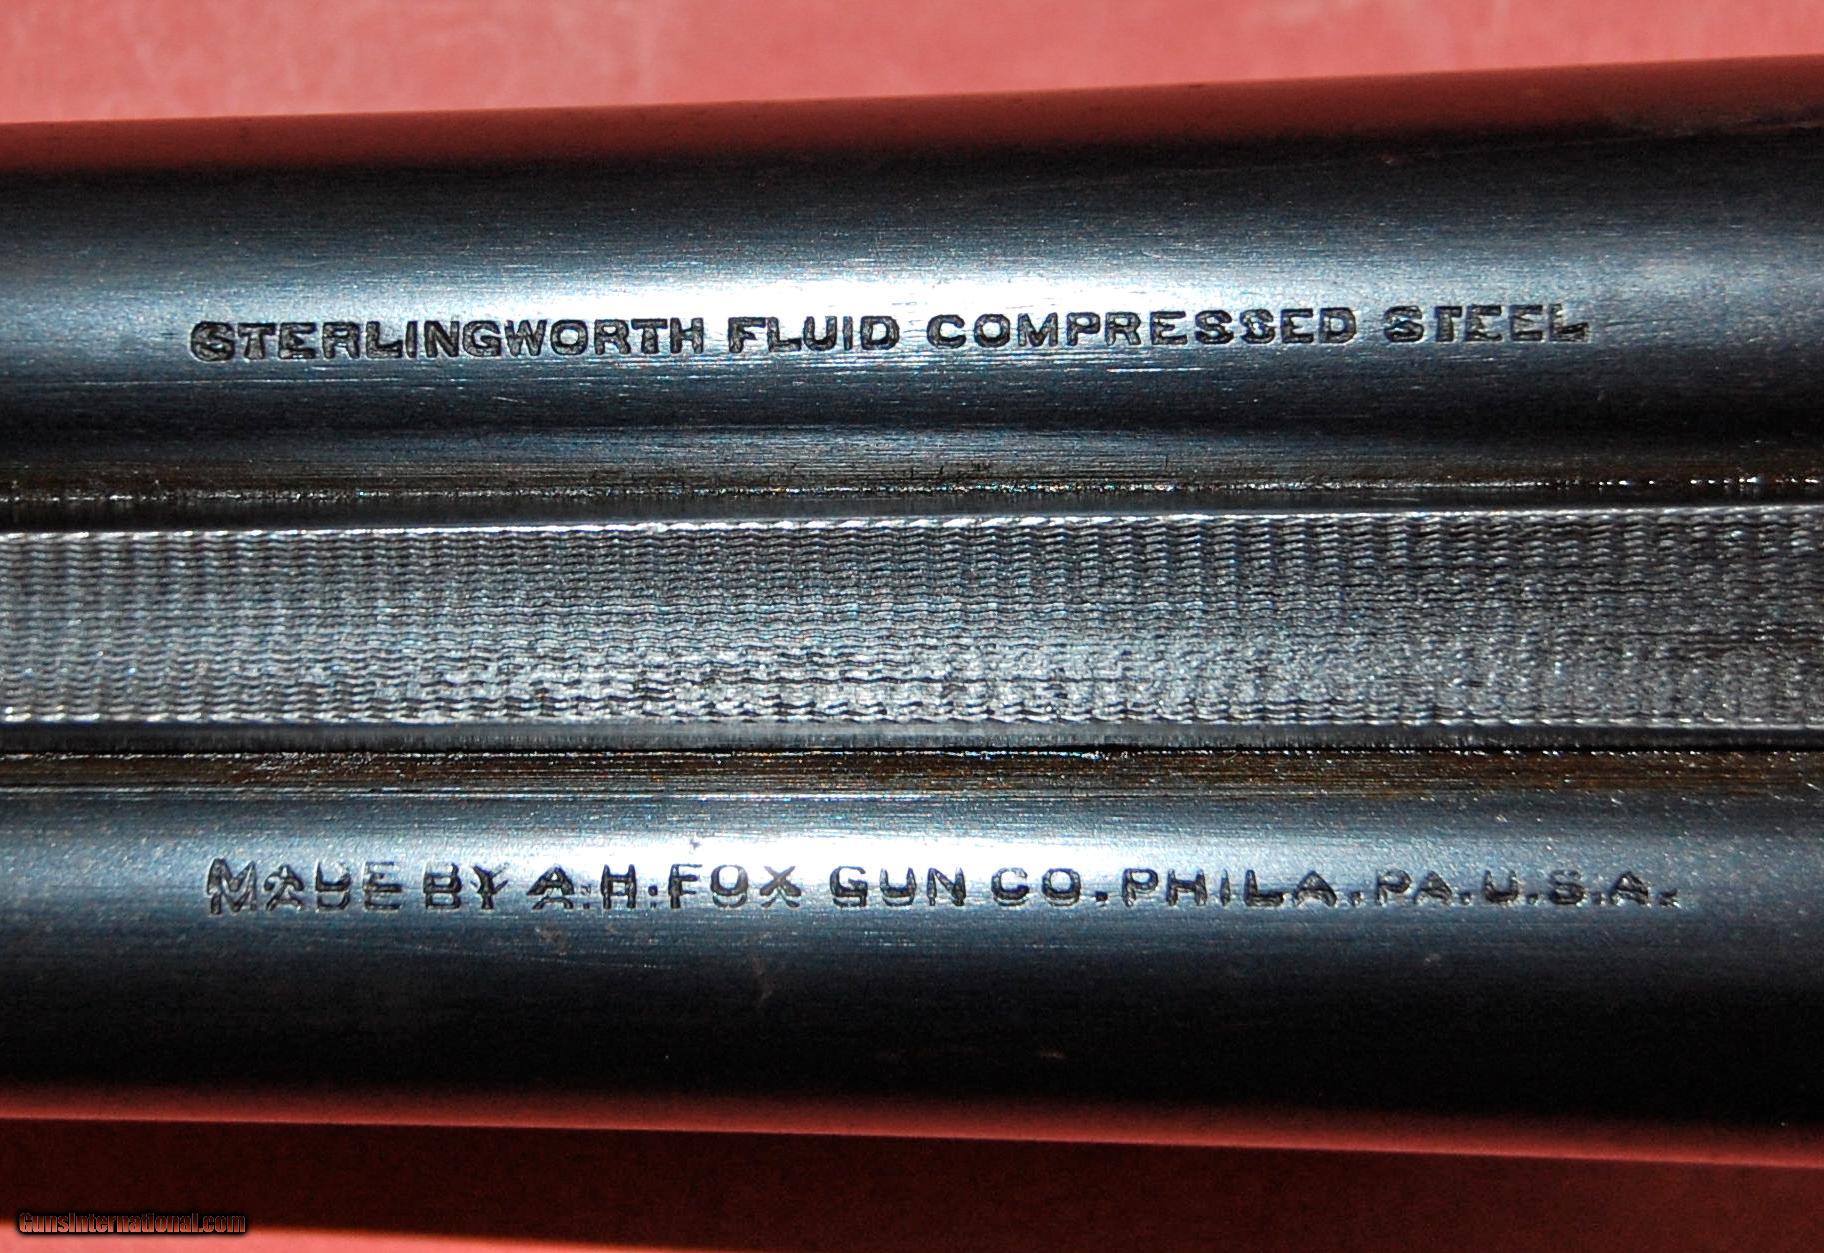 STERLINGWORTH FLUID COMPRESSED STEEL
MADE BY A.H.FOX GUN CO. PHILA. PA. U.S.A.
GunsInternational.com